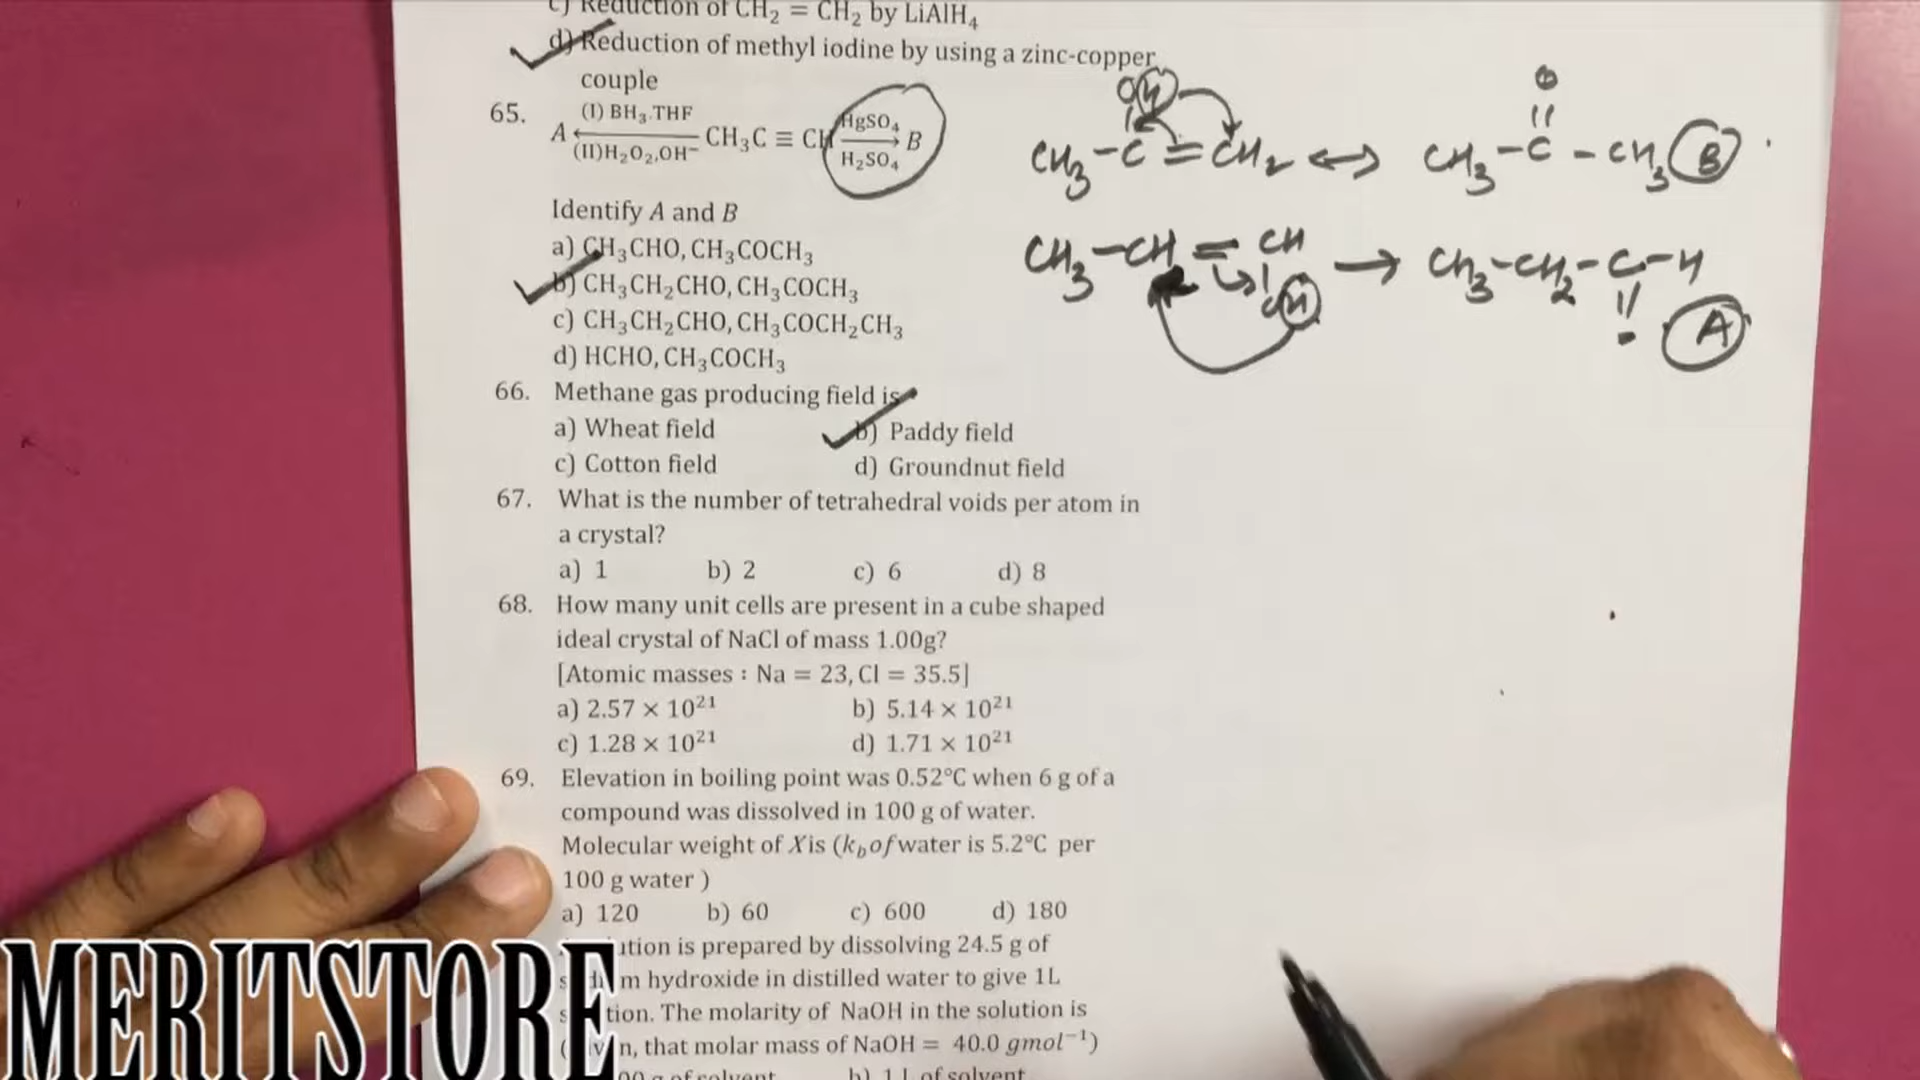 c) Reduction of CH₂ = CH₂ by LiAlH₄
d) Reduction of methyl iodine by using a zinc-copper
couple
65. A ←(I) BH₃.THF (II)H₂O₂,OH⁻ CH₃C ≡ CH HgSO₄ H₂SO₄→ B
Identify A and B
a) CH₃CHO, CH₃COCH₃
b) CH₃CH₂CHO, CH₃COCH₃
c) CH₃CH₂CHO, CH₃COCH₂CH₃
d) HCHO, CH₃COCH₃
66. Methane gas producing field is
a) Wheat field b) Paddy field
c) Cotton field d) Groundnut field
67. What is the number of tetrahedral voids per atom in
a crystal?
a) 1 b) 2 c) 6 d) 8
68. How many unit cells are present in a cube shaped
ideal crystal of NaCl of mass 1.00g?
[Atomic masses : Na = 23, Cl = 35.5]
a) 2.57 × 10²¹ b) 5.14 × 10²¹
c) 1.28 × 10²¹ d) 1.71 × 10²¹
69. Elevation in boiling point was 0.52°C when 6 g of a
compound was dissolved in 100 g of water.
Molecular weight of X is (k_b of water is 5.2°C per
100 g water )
a) 120 b) 60 c) 600 d) 180
is prepared by dissolving 24.5 g of
hydroxide in distilled water to give 1L
The molarity of NaOH in the solution is
that molar mass of NaOH = 40.0 gmol⁻¹)
g of solvent b) 1 L of solvent
OH
CH₃-C=CH₂ ↔ CH₃-C-CH₃ B
CH₃-CH=CH → CH₃-CH₂-C-H
OH
A
MERITSTORE